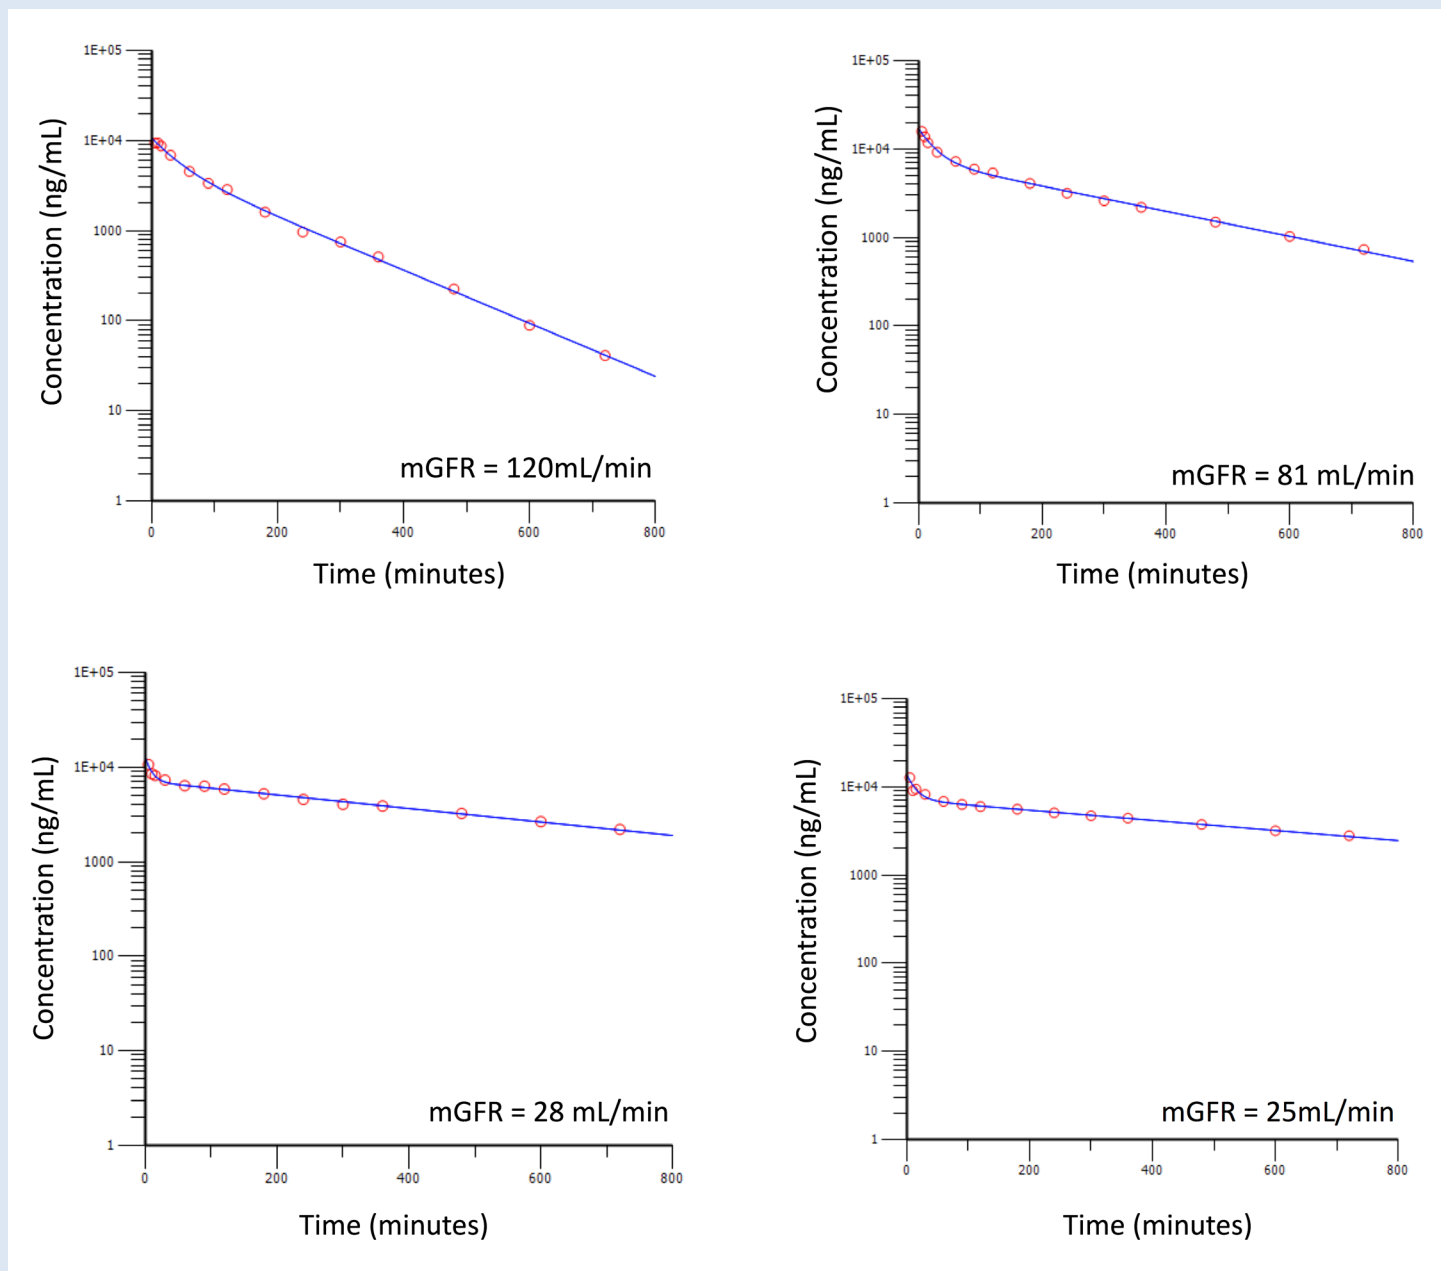 Concentration (ng/mL)
1E+05
1E+04
1000
100
10
1
0
200
400
600
800
mGFR = 120mL/min
Time (minutes)
Concentration (ng/mL)
1E+05
1E+04
1000
100
10
1
0
200
400
600
800
mGFR = 81 mL/min
Time (minutes)
Concentration (ng/mL)
1E+05
1E+04
1000
100
10
1
0
200
400
600
800
mGFR = 28 mL/min
Time (minutes)
Concentration (ng/mL)
1E+05
1E+04
1000
100
10
1
0
200
400
600
800
mGFR = 25mL/min
Time (minutes)